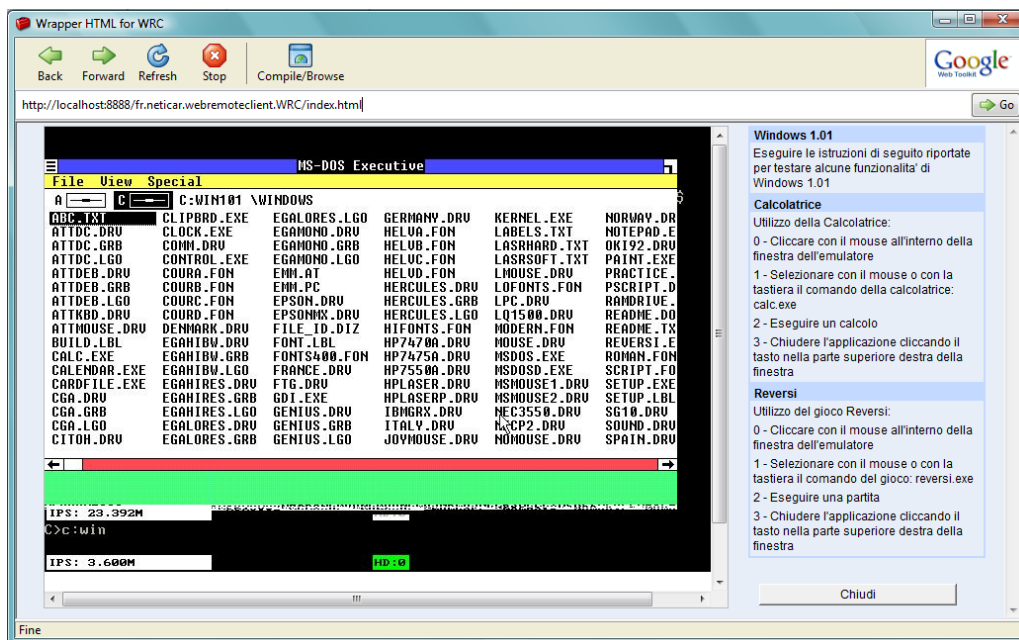 Wrapper HTML for WRC
Back Forward Refresh Stop Compile/Browse
Google
Web Toolkit
http://localhost:8888/fr.neticar.webremoteclient.WRC/index.html
Go
MS-DOS Executive
File View Special
A C C:WIN101 \WINDOWS
ABC.TXT CLIPBRD.EXE EGALORES.LGO GERMANY.DRV KERNEL.EXE NORWAY.DR
ATTDC.DRV CLOCK.EXE EGAMONO.DRV HELVA.FON LABELS.TXT NOTEPAD.E
ATTDC.GRB COMM.DRV EGAMONO.GRB HELVB.FON LASRHARD.TXT OKI92.DRV
ATTDC.LGO CONTROL.EXE EGAMONO.LGO HELVC.FON LASRSOFT.TXT PAINT.EXE
ATTDEB.DRV COURA.FON EMM.AT HELVD.FON LMOUSE.DRV PRACTICE.
ATTDEB.GRB COURB.FON EMM.PC HERCULES.DRV LOFONTS.FON PSCRIPT.D
ATTDEB.LGO COURC.FON EPSON.DRV HERCULES.GRB LPC.DRV RAMDRIVE.
ATTKBD.DRV COURD.FON EPSONMX.DRV HERCULES.LGO LQ1500.DRV README.DO
ATTMOUSE.DRV DENMARK.DRV FILE_ID.DIZ HIFONTS.FON MODERN.FON README.TX
BUILD.LBL EGAHIBW.DRV FONT.LBL HP7470A.DRV MOUSE.DRV REVERSI.E
CALC.EXE EGAHIBW.GRB FONTS400.FON HP7475A.DRV MSDOS.EXE ROMAN.FON
CALENDAR.EXE EGAHIBW.LGO FRANCE.DRV HP7550A.DRV MSDOSD.EXE SCRIPT.FO
CARDFILE.EXE EGAHIRES.DRV FTG.DRV HPLASER.DRV MSMOUSE1.DRV SETUP.EXE
CGA.DRV EGAHIRES.GRB GDI.EXE HPLASERP.DRV MSMOUSE2.DRV SETUP.LBL
CGA.GRB EGAHIRES.LGO GENIUS.DRV IBMGRX.DRV NEC3550.DRV SG10.DRV
CGA.LGO EGALORES.DRV GENIUS.GRB ITALY.DRV SOUND.DRV
CITOH.DRV EGALORES.GRB GENIUS.LGO JOYMOUSE.DRV NOMOUSE.DRV SPAIN.DRV
IPS: 23.392M
C>c:win
IPS: 3.600M HD:0
Windows 1.01
Eseguire le istruzioni di seguito riportate
per testare alcune funzionalita' di
Windows 1.01
Calcolatrice
Utilizzo della Calcolatrice:
0 - Cliccare con il mouse all'interno della
finestra dell'emulatore
1 - Selezionare con il mouse o con la
tastiera il comando della calcolatrice:
calc.exe
2 - Eseguire un calcolo
3 - Chiudere l'applicazione cliccando il
tasto nella parte superiore destra della
finestra
Reversi
Utilizzo del gioco Reversi:
0 - Cliccare con il mouse all'interno della
finestra dell'emulatore
1 - Selezionare con il mouse o con la
tastiera il comando del gioco: reversi.exe
2 - Eseguire una partita
3 - Chiudere l'applicazione cliccando il
tasto nella parte superiore destra della
finestra
Chiudi
Fine